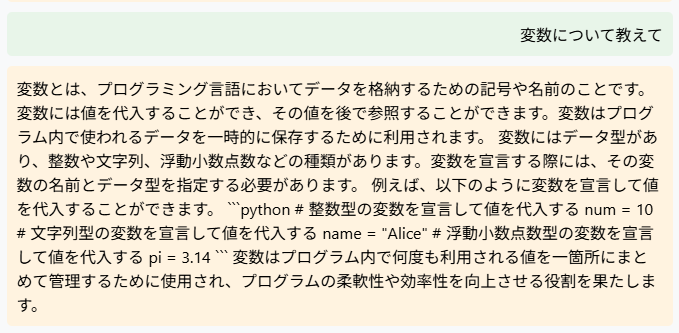 変数について教えて
変数とは、プログラミング言語においてデータを格納するための記号や名前のことです。
変数には値を代入することができ、その値を後で参照することができます。変数はプログ
ラム内で使われるデータを一時的に保存するために利用されます。 変数にはデータ型があ
り、整数や文字列、浮動小数点数などの種類があります。変数を宣言する際には、その変
数の名前とデータ型を指定する必要があります。 例えば、以下のように変数を宣言して値
を代入することができます。 ```python # 整数型の変数を宣言して値を代入する num = 10
# 文字列型の変数を宣言して値を代入する name = "Alice" # 浮動小数点数型の変数を宣言
して値を代入する pi = 3.14 ``` 変数はプログラム内で何度も利用される値を一箇所にまと
めて管理するために使用され、プログラムの柔軟性や効率性を向上させる役割を果たしま
す。